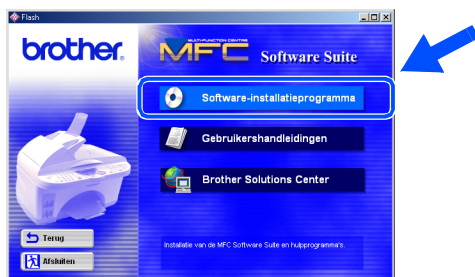 Flash
brother.
MULTI-FUNCTION CENTRE
MFC Software Suite
Software-installatieprogramma
Gebruikershandleidingen
Brother Solutions Center
Terug
Afsluiten
Installatie van de MFC Software Suite en hulpprogramma's.